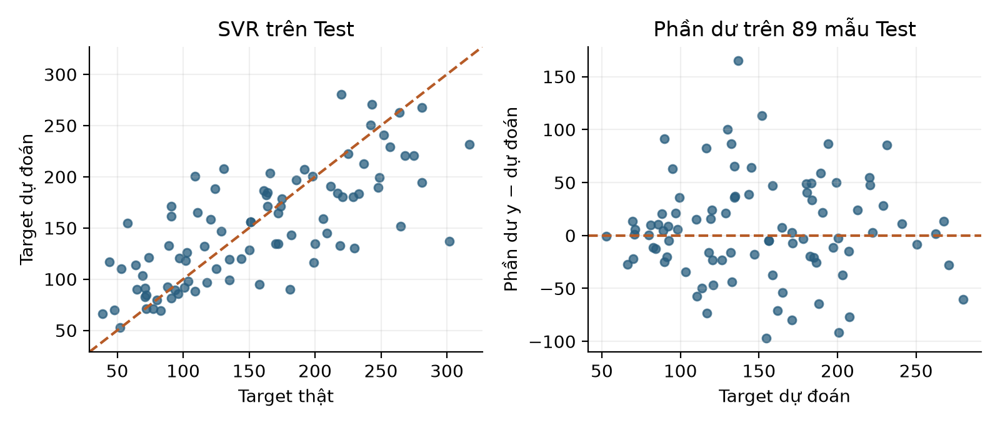 SVR trên Test
Target dự đoán
300
250
200
150
100
50
50 100 150 200 250 300
Target thật
Phần dư trên 89 mẫu Test
Phần dư y − dự đoán
150
100
50
0
−50
−100
50 100 150 200 250
Target dự đoán